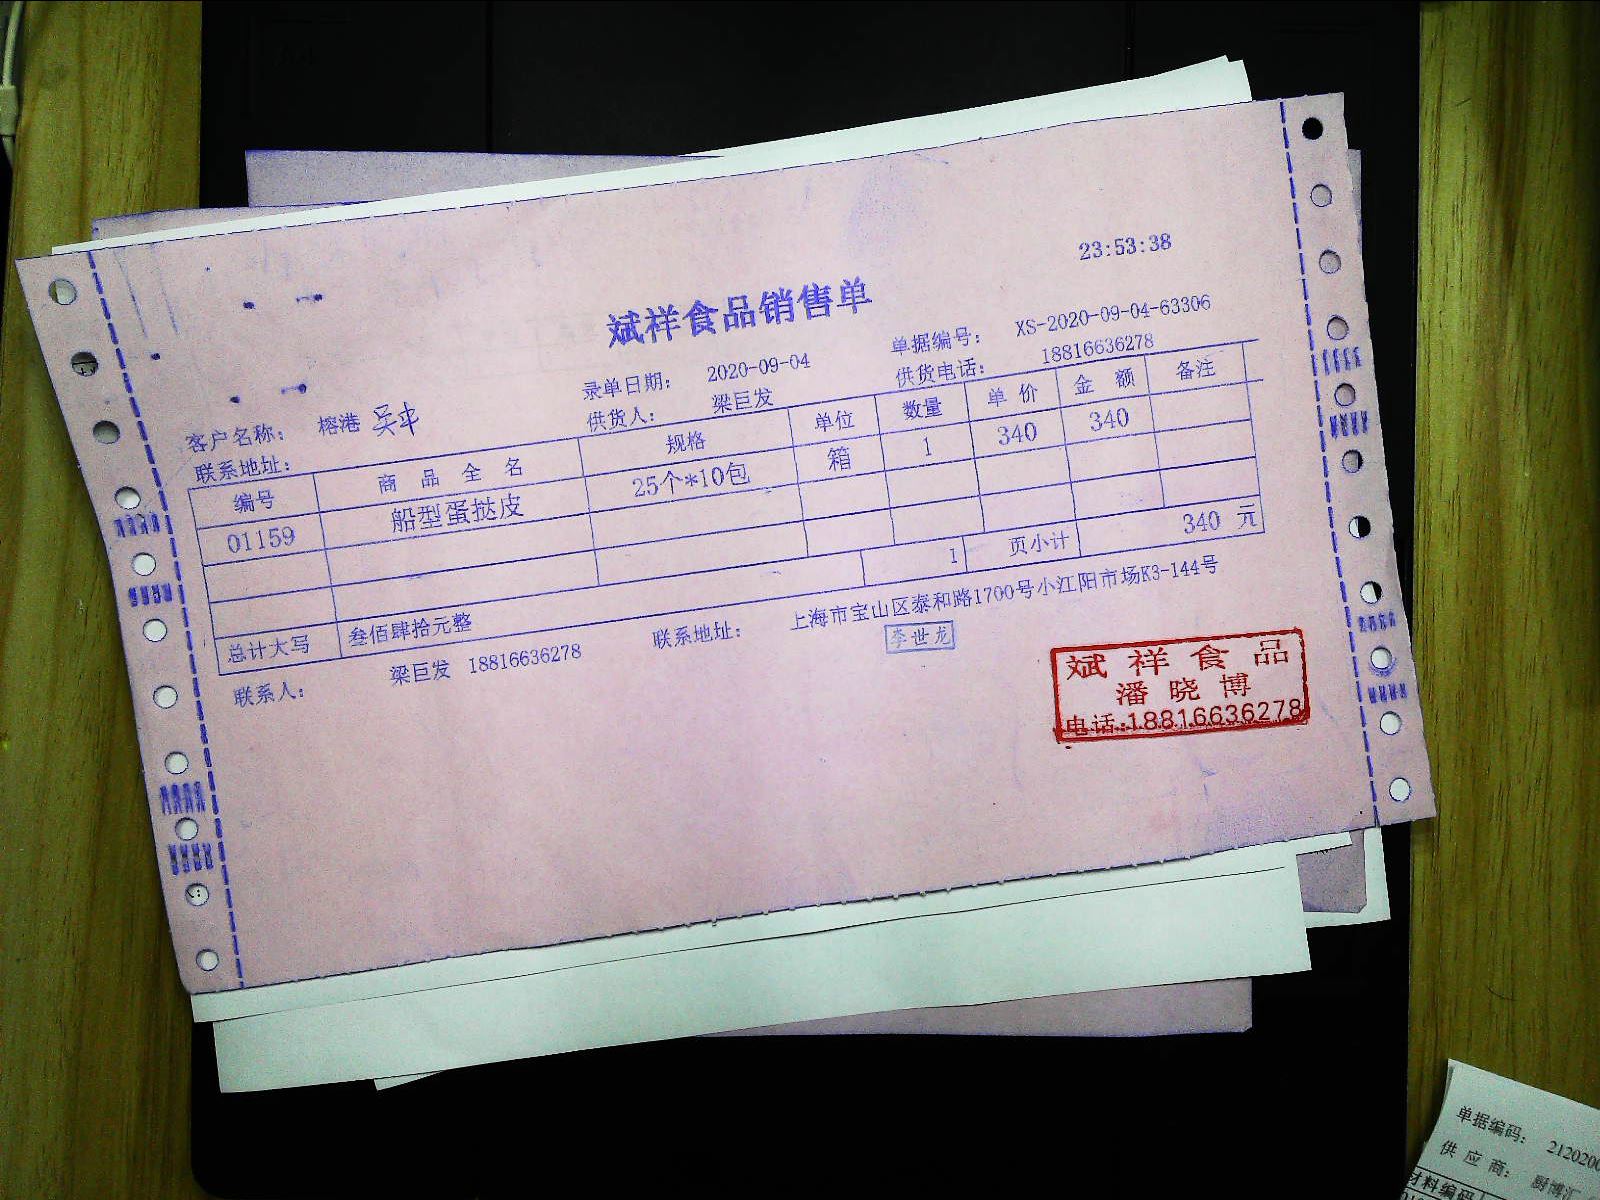 23:53:38
斌祥食品销售单
录单日期： 2020-09-04 单据编号： XS-2020-09-04-63306
客户名称： 榕港 供货人： 梁巨发 供货电话： 18816636278
联系地址：
编号 商品全名 规格 单位 数量 单价 金额 备注
01159 船型蛋挞皮 25个*10包 箱 1 340 340
1 页小计 340 元
总计大写 叁佰肆拾元整
联系人： 梁巨发 18816636278 联系地址： 上海市宝山区泰和路1700号小江阳市场K3-144号
李世龙
斌祥食品
潘晓博
电话:18816636278
单据编码： 2120200
供应商： 厨博汇
材料编码